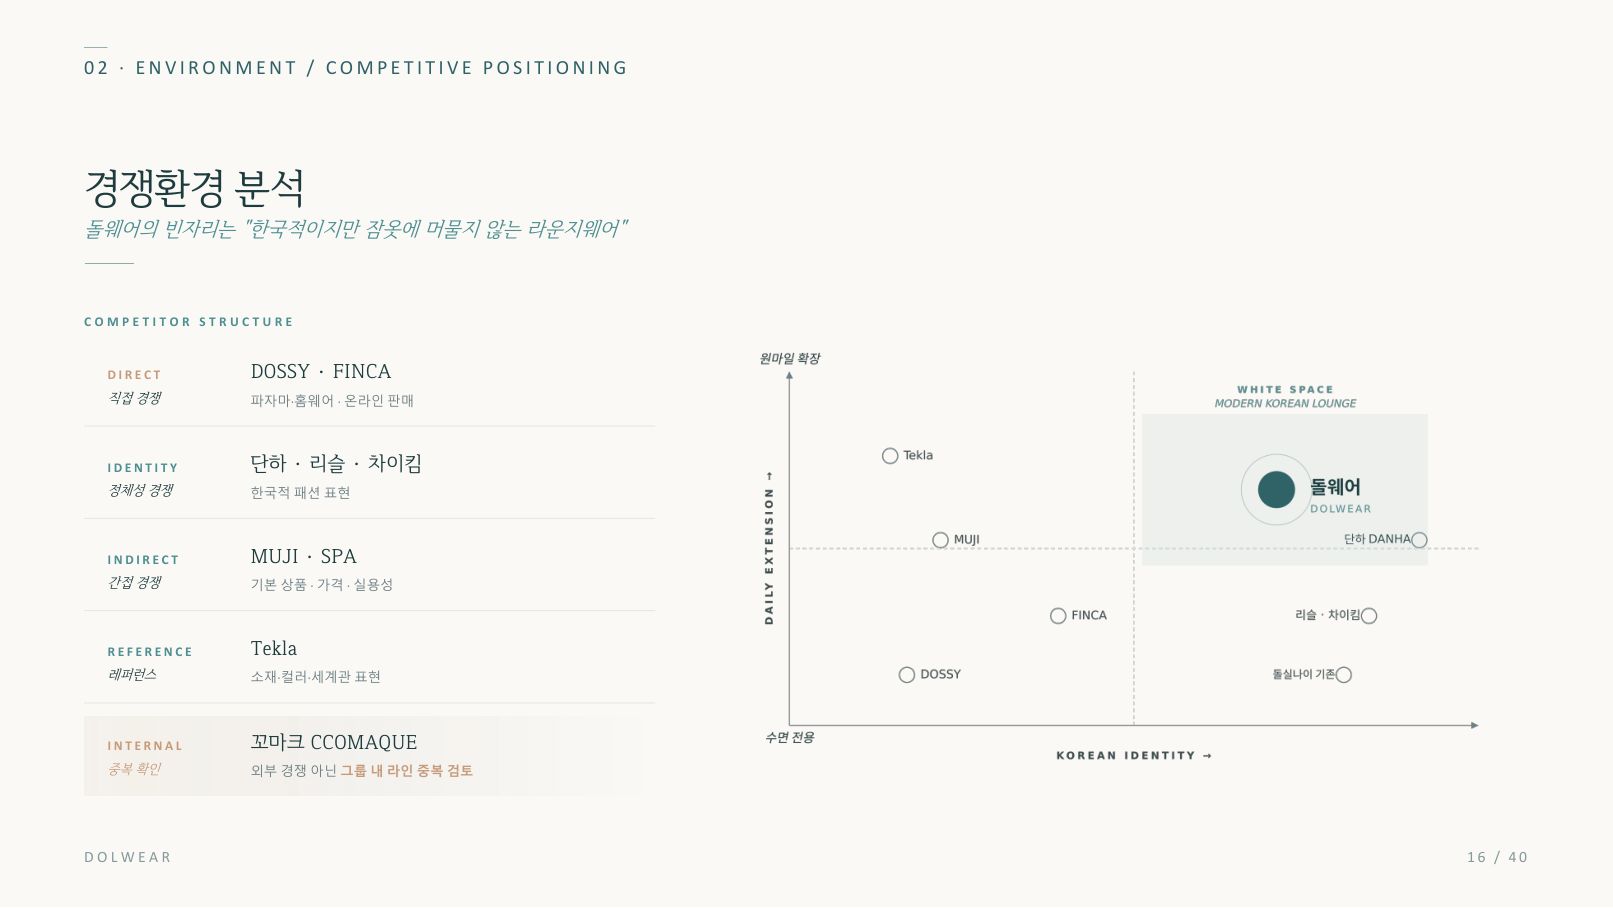 02 · ENVIRONMENT / COMPETITIVE POSITIONING
경쟁환경 분석
돌웨어의 빈자리는 "한국적이지만 잠옷에 머물지 않는 라운지웨어"
COMPETITOR STRUCTURE
DIRECT
직접 경쟁
DOSSY · FINCA
파자마·홈웨어 · 온라인 판매
IDENTITY
정체성 경쟁
단하 · 리슬 · 차이킴
한국적 패션 표현
INDIRECT
간접 경쟁
MUJI · SPA
기본 상품 · 가격 · 실용성
REFERENCE
레퍼런스
Tekla
소재·컬러·세계관 표현
INTERNAL
중복 확인
꼬마크 CCOMAQUE
외부 경쟁 아닌 그룹 내 라인 중복 검토
원마일 확장
DAILY EXTENSION →
WHITE SPACE
MODERN KOREAN LOUNGE
Tekla
돌웨어
DOLWEAR
MUJI
단하 DANHA
FINCA
리슬 · 차이킴
DOSSY
돌실나이 기존
수면 전용
KOREAN IDENTITY →
DOLWEAR
16 / 40